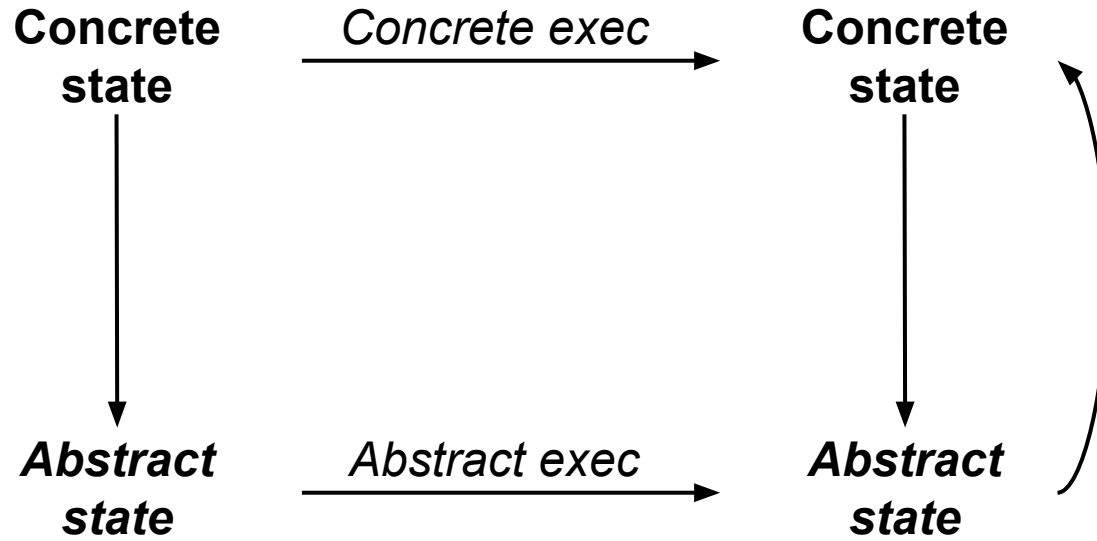 Concrete
state
Concrete exec
Concrete
state
Abstract
state
Abstract exec
Abstract
state